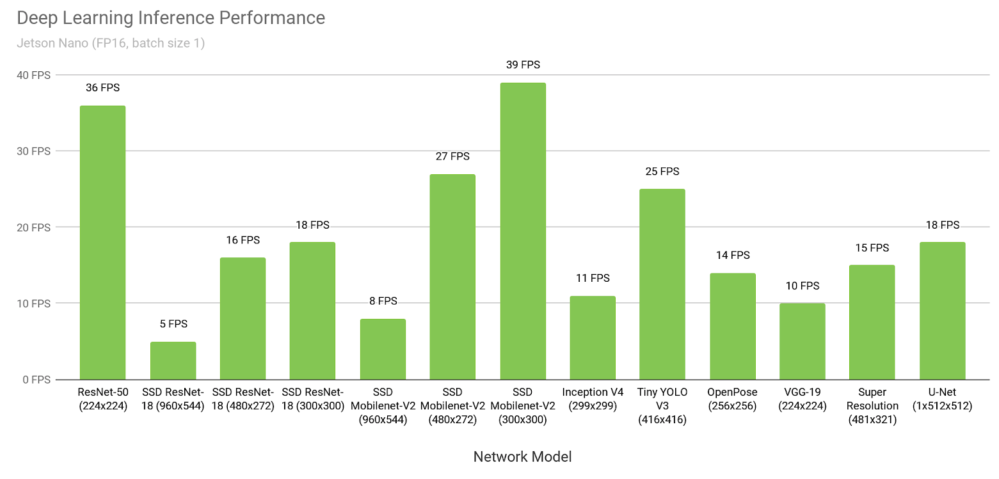 Deep Learning Inference Performance
Jetson Nano (FP16, batch size 1)
40 FPS
30 FPS
20 FPS
10 FPS
0 FPS
36 FPS
5 FPS
16 FPS
18 FPS
8 FPS
27 FPS
39 FPS
11 FPS
25 FPS
14 FPS
10 FPS
15 FPS
18 FPS
ResNet-50
(224x224)
SSD ResNet-
18 (960x544)
SSD ResNet-
18 (480x272)
SSD ResNet-
18 (300x300)
SSD
Mobilenet-V2
(960x544)
SSD
Mobilenet-V2
(480x272)
SSD
Mobilenet-V2
(300x300)
Inception V4
(299x299)
Tiny YOLO
V3
(416x416)
OpenPose
(256x256)
VGG-19
(224x224)
Super
Resolution
(481x321)
U-Net
(1x512x512)
Network Model